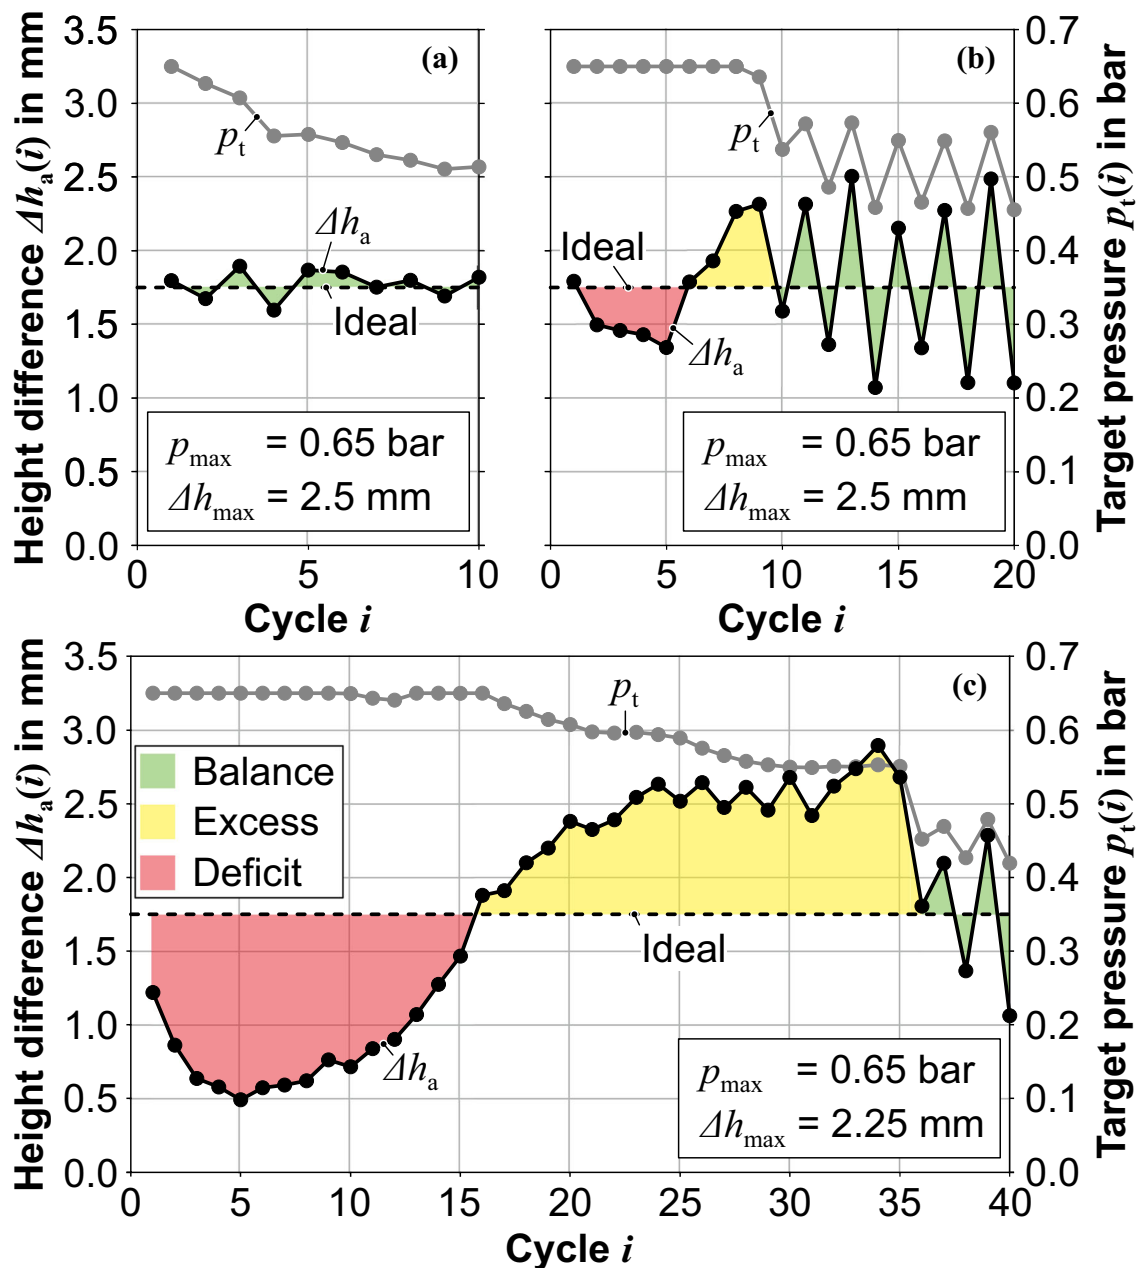 Height difference Δhₐ(i) in mm
3.5
3.0
2.5
2.0
1.5
1.0
0.5
0.0
(a)
pₜ
Δhₐ
Ideal
p_max = 0.65 bar
Δh_max = 2.5 mm
0 5 10
Cycle i
(b)
pₜ
Ideal
Δhₐ
p_max = 0.65 bar
Δh_max = 2.5 mm
0 5 10 15 20
Cycle i
0.7
0.6
0.5
0.4
0.3
0.2
0.1
0.0
Target pressure pₜ(i) in bar
Height difference Δhₐ(i) in mm
3.5
3.0
2.5
2.0
1.5
1.0
0.5
0.0
(c)
pₜ
Balance
Excess
Deficit
Ideal
Δhₐ
p_max = 0.65 bar
Δh_max = 2.25 mm
0 5 10 15 20 25 30 35 40
Cycle i
0.7
0.6
0.5
0.4
0.3
0.2
0.1
0.0
Target pressure pₜ(i) in bar